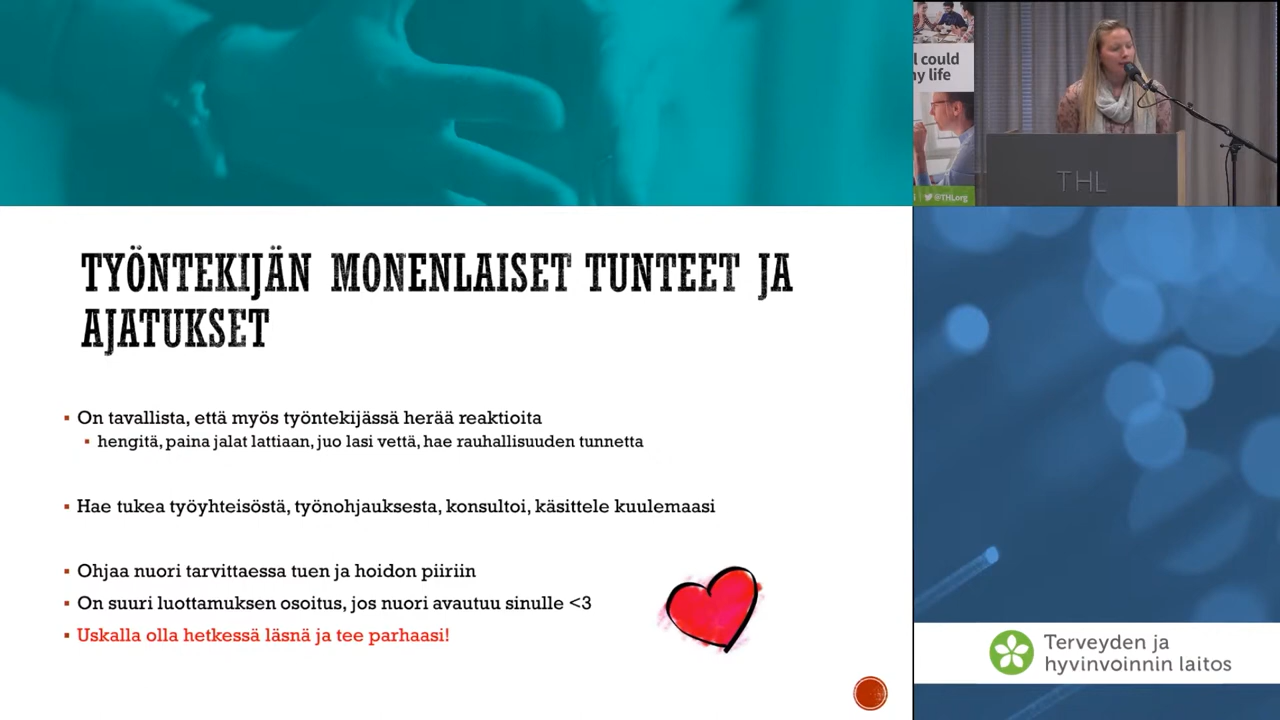 TYÖNTEKIJÄN MONENLAISET TUNTEET JA
AJATUKSET
▪ On tavallista, että myös työntekijässä herää reaktioita
▪ hengitä, paina jalat lattiaan, juo lasi vettä, hae rauhallisuuden tunnetta
▪ Hae tukea työyhteisöstä, työnohjauksesta, konsultoi, käsittele kuulemaasi
▪ Ohjaa nuori tarvittaessa tuen ja hoidon piiriin
▪ On suuri luottamuksen osoitus, jos nuori avautuu sinulle <3
▪ Uskalla olla hetkessä läsnä ja tee parhaasi!
could
life
@THLorg
THL
Terveyden ja
hyvinvoinnin laitos